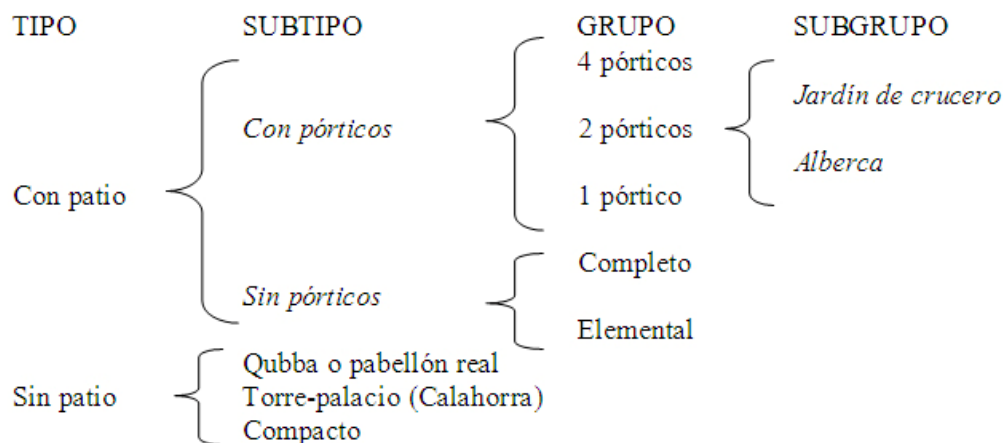 TIPO SUBTIPO GRUPO SUBGRUPO
4 pórticos
Jardín de crucero
Con pórticos 2 pórticos
Alberca
Con patio 1 pórtico
Completo
Sin pórticos
Elemental
Qubba o pabellón real
Sin patio Torre-palacio (Calahorra)
Compacto